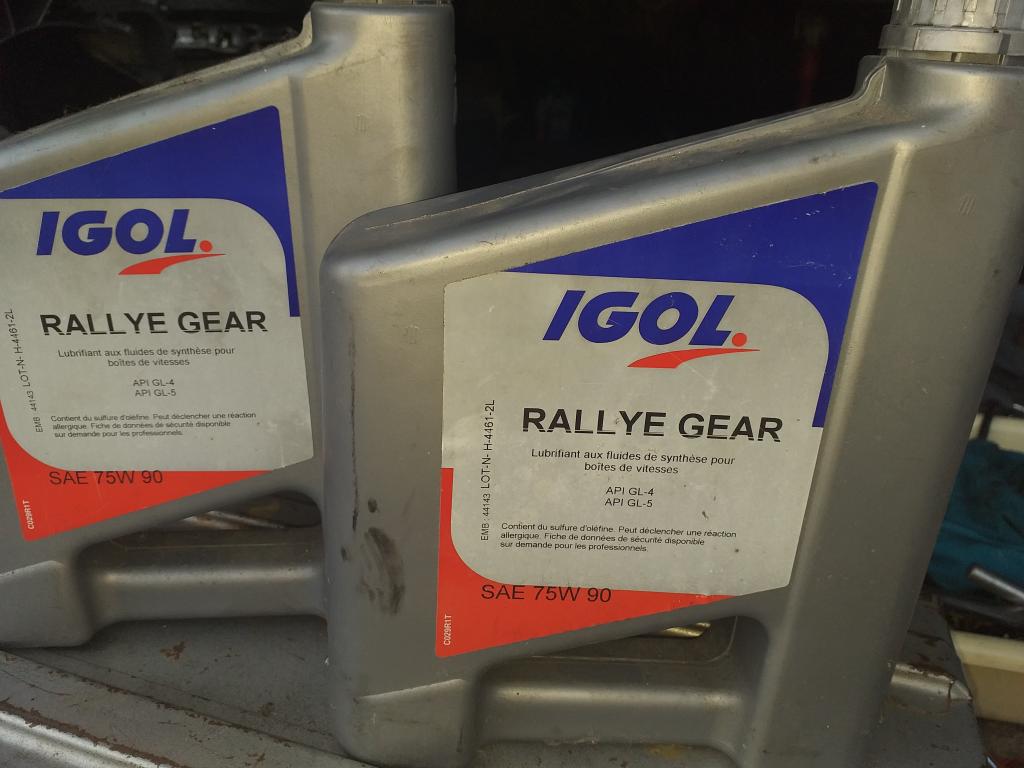 IGOL.
RALLYE GEAR
Lubrifiant aux fluides de synthèse pour
boîtes de vitesses
API GL-4
API GL-5
Contient du sulfure d'oléfine. Peut déclencher une réaction
allergique. Fiche de données de sécurité disponible
sur demande pour les professionnels.
EMB : 44143 LOT-N- H-4461-2L
SAE 75W 90
C029R1T
IGOL.
RALLYE GEAR
Lubrifiant aux fluides de synthèse pour
boîtes de vitesses
API GL-4
API GL-5
Contient du sulfure d'oléfine. Peut déclencher une réaction
allergique. Fiche de données de sécurité disponible
sur demande pour les professionnels.
EMB : 44143 LOT-N- H-4461-2L
SAE 75W 90
C029R1T